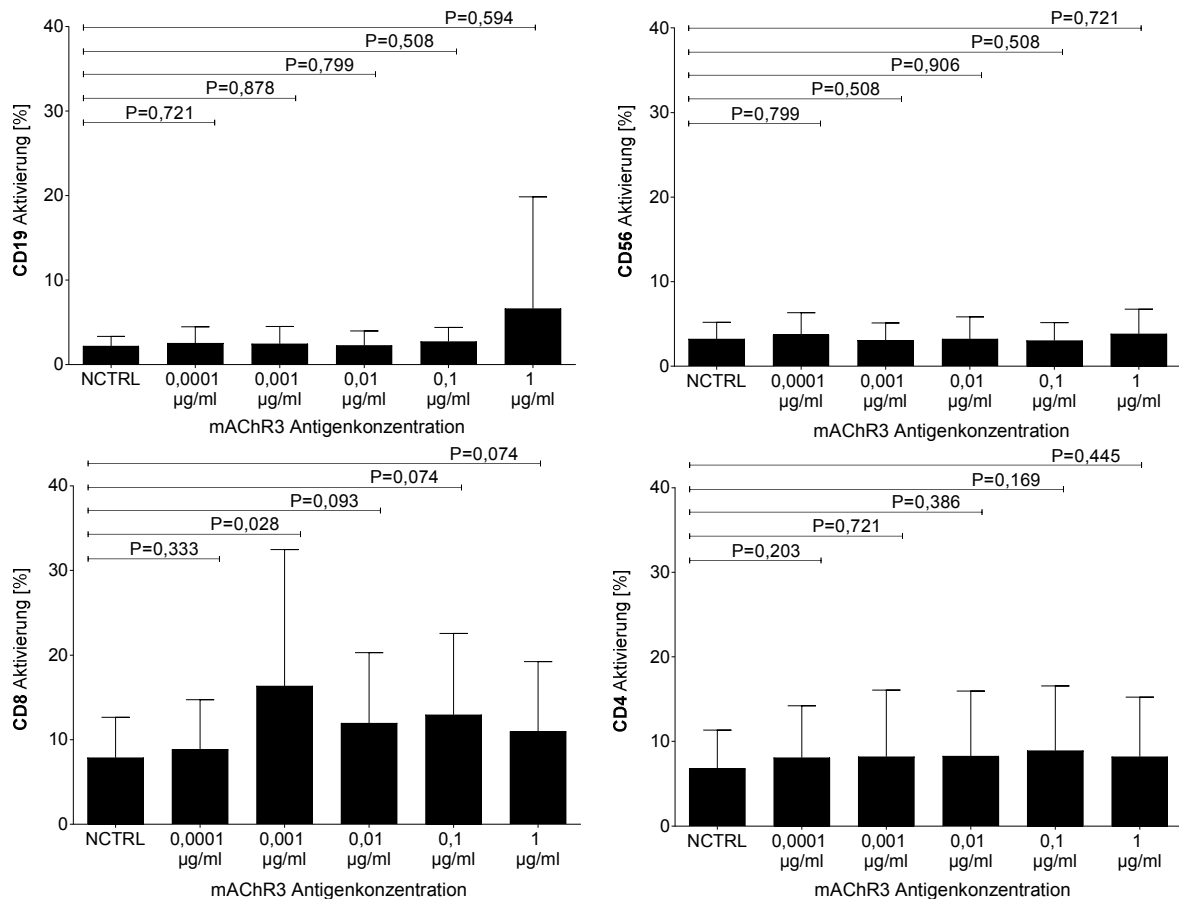 P=0,594
P=0,508
P=0,799
P=0,878
P=0,721
CD19 Aktivierung [%]
40
30
20
10
0
NCTRL 0,0001 µg/ml 0,001 µg/ml 0,01 µg/ml 0,1 µg/ml 1 µg/ml
mAChR3 Antigenkonzentration
P=0,721
P=0,508
P=0,906
P=0,508
P=0,799
CD56 Aktivierung [%]
40
30
20
10
0
NCTRL 0,0001 µg/ml 0,001 µg/ml 0,01 µg/ml 0,1 µg/ml 1 µg/ml
mAChR3 Antigenkonzentration
P=0,074
P=0,074
P=0,093
P=0,028
P=0,333
CD8 Aktivierung [%]
40
30
20
10
0
NCTRL 0,0001 µg/ml 0,001 µg/ml 0,01 µg/ml 0,1 µg/ml 1 µg/ml
mAChR3 Antigenkonzentration
P=0,445
P=0,169
P=0,386
P=0,721
P=0,203
CD4 Aktivierung [%]
40
30
20
10
0
NCTRL 0,0001 µg/ml 0,001 µg/ml 0,01 µg/ml 0,1 µg/ml 1 µg/ml
mAChR3 Antigenkonzentration